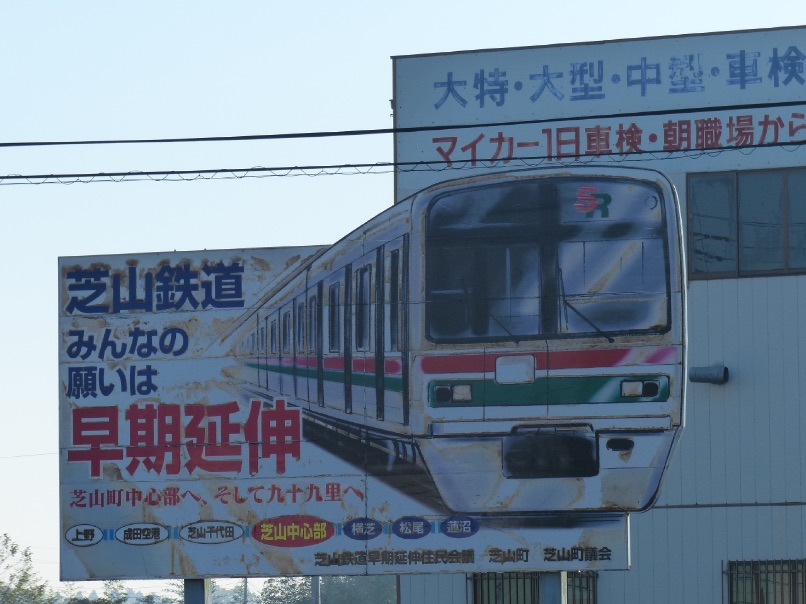 大特・大型・中型・車検
マイカー1日車検・朝職場から
SR
芝山鉄道
みんなの
願いは
早期延伸
芝山町中心部へ、そして九十九里へ
上野 成田空港 芝山千代田 芝山中心部 横芝 松尾 蓮沼
芝山鉄道早期延伸住民会議 芝山町 芝山町議会